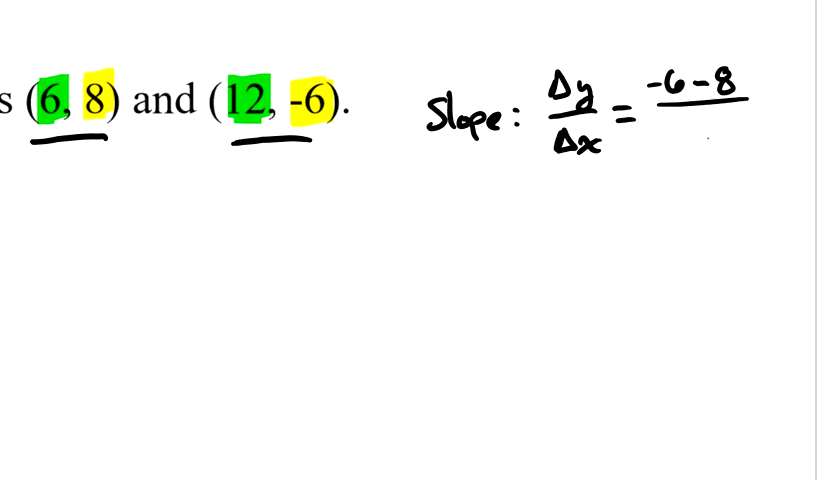 s (6, 8) and (12, -6).
Slope: Δy/Δx = -6-8